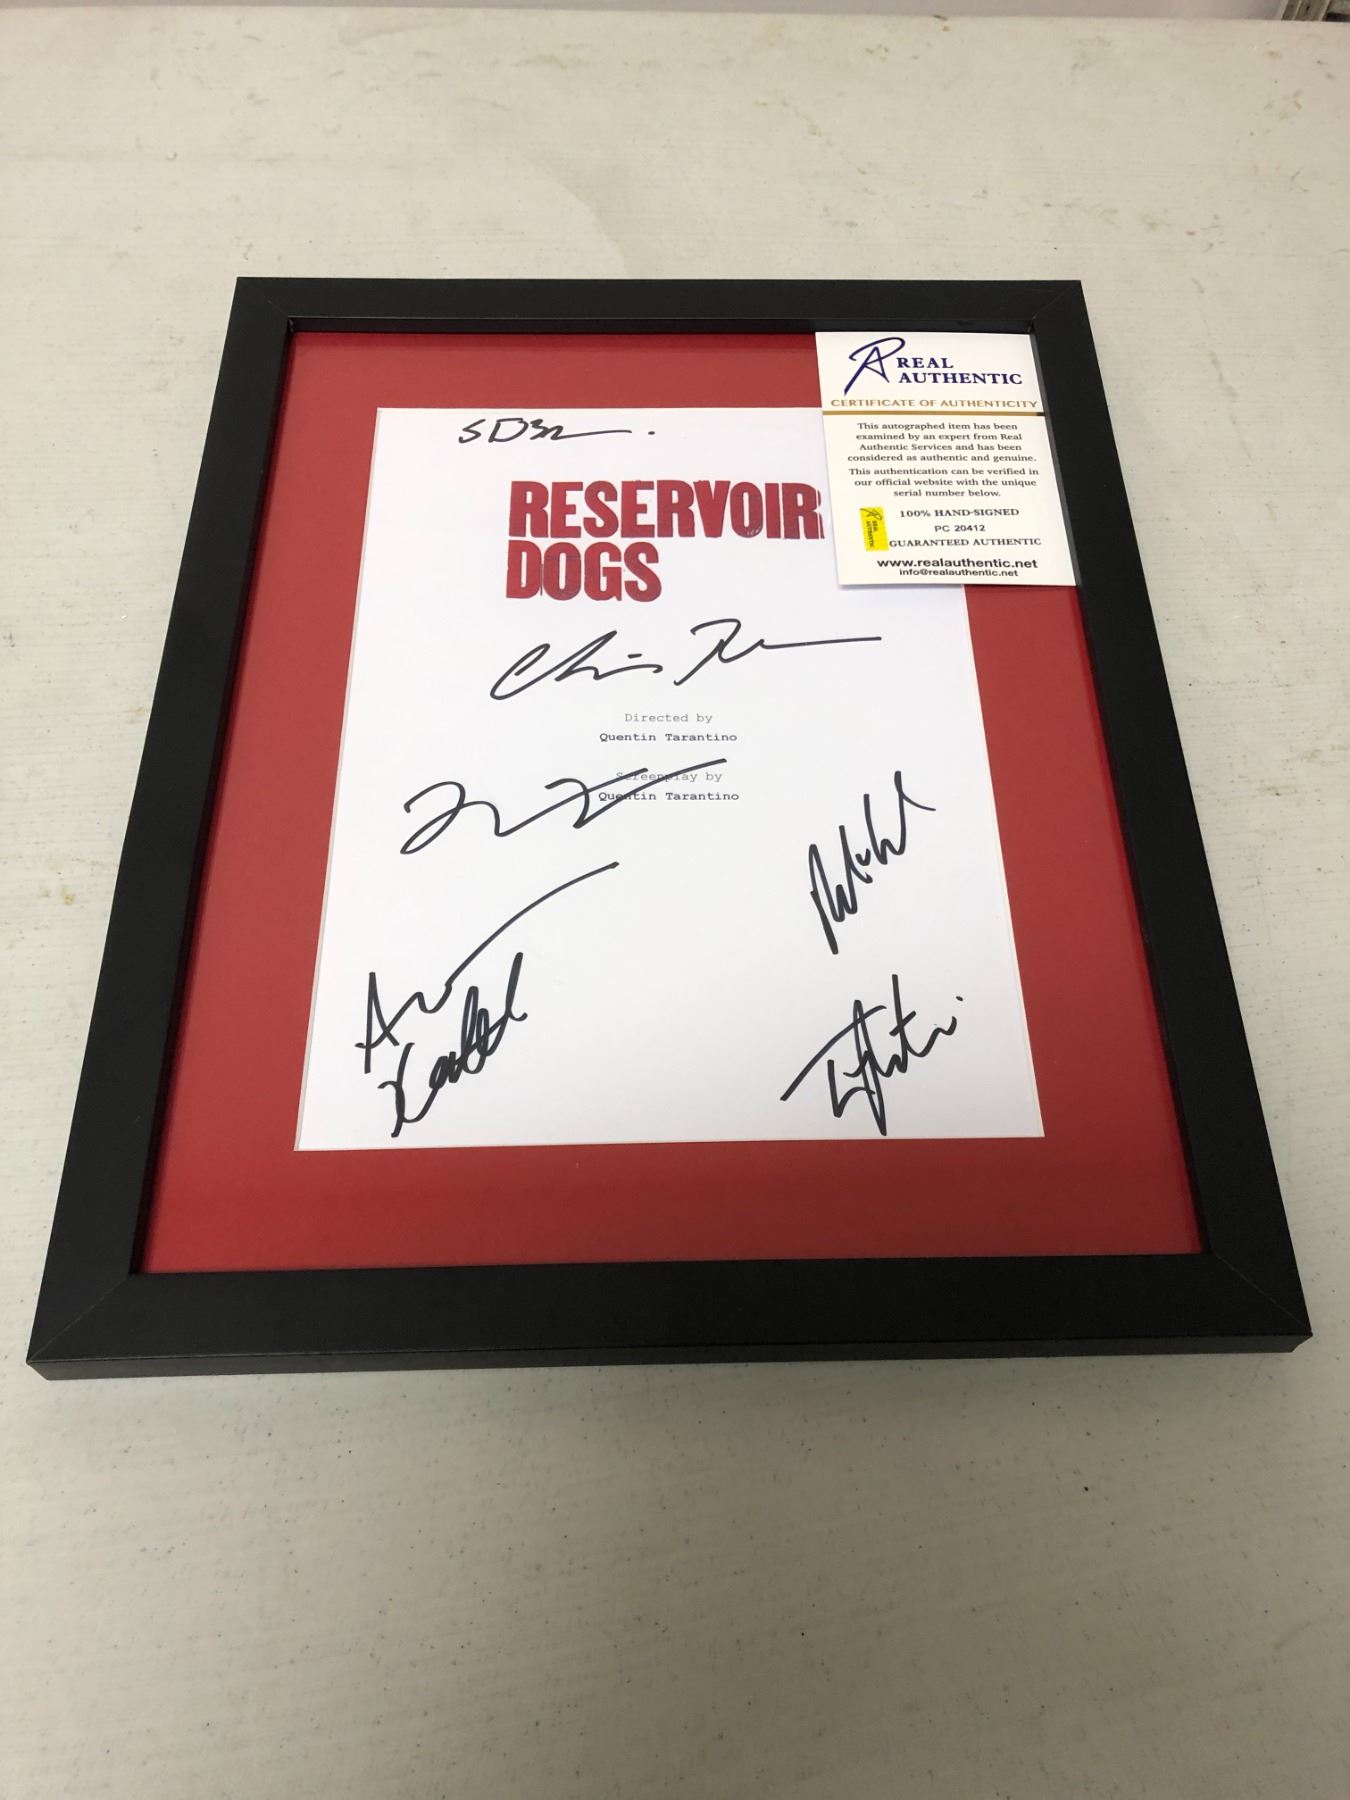 REAL
AUTHENTIC
CERTIFICATE OF AUTHENTICITY
This autographed item has been
examined by an expert from Real
Authentic Services and has been
considered as authentic and genuine.
This authentication can be verified in
our official website with the unique
serial number below.
100% HAND-SIGNED
PC 20412
GUARANTEED AUTHENTIC
REAL
AUTHENTIC
www.realauthentic.net
info@realauthentic.net
RESERVOIR
DOGS
Directed by
Quentin Tarantino
Screenplay by
Quentin Tarantino